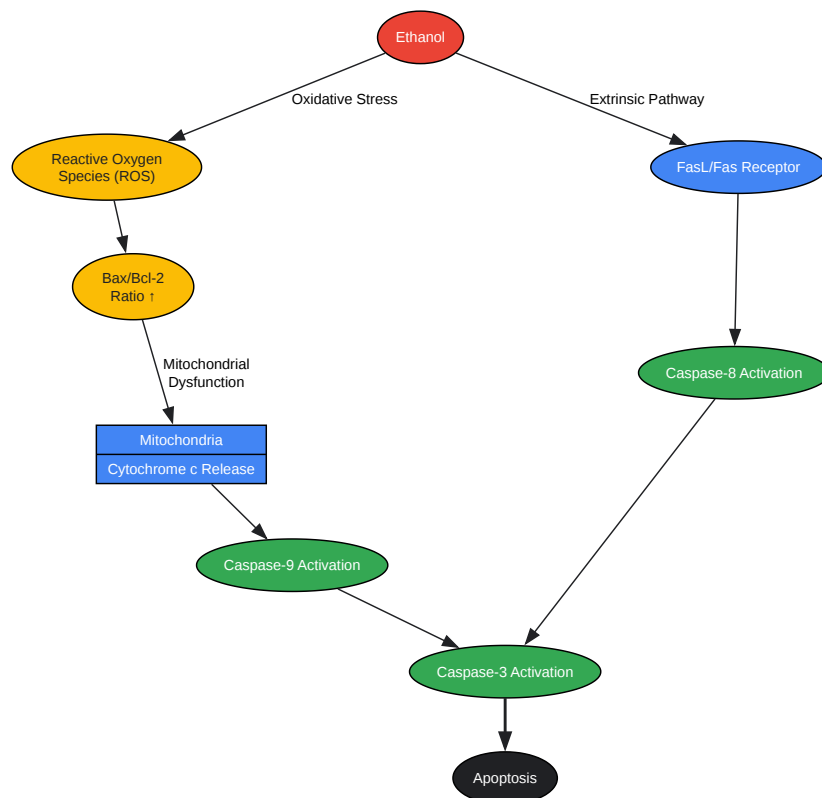 Ethanol
Oxidative Stress
Extrinsic Pathway
Reactive Oxygen
Species (ROS)
FasL/Fas Receptor
Bax/Bcl-2
Ratio ↑
Mitochondrial
Dysfunction
Caspase-8 Activation
Mitochondria
Cytochrome c Release
Caspase-9 Activation
Caspase-3 Activation
Apoptosis